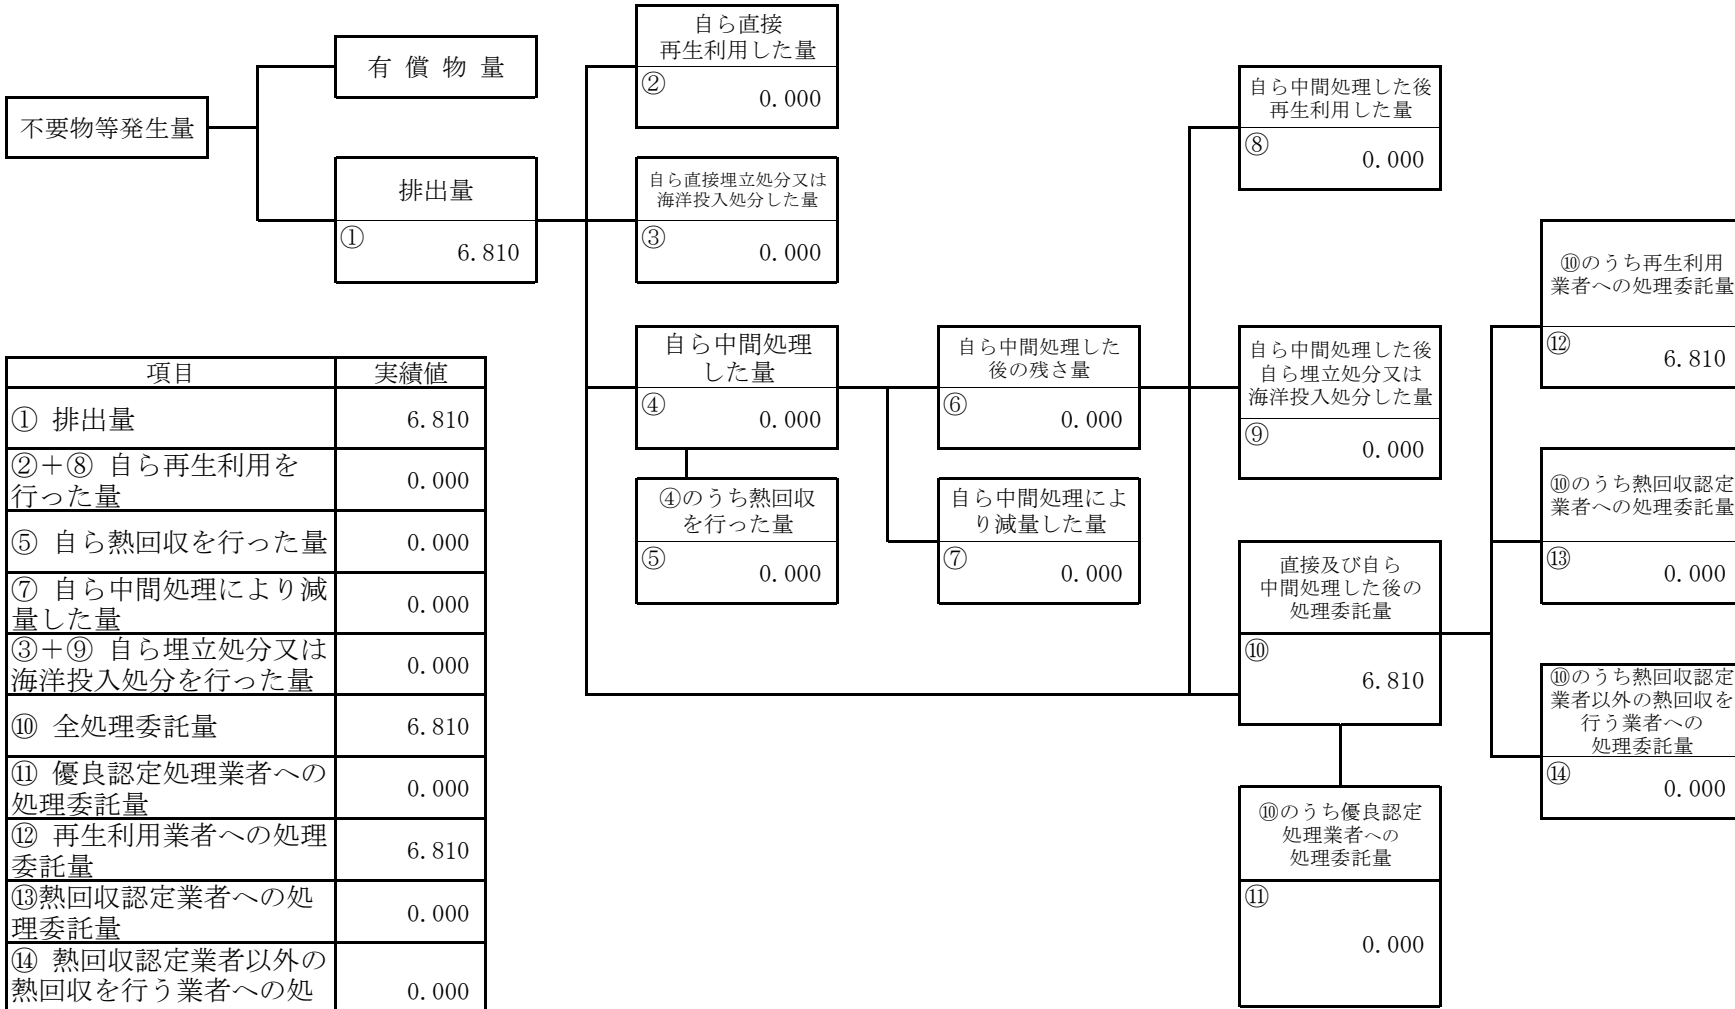 不要物等発生量
有 償 物 量
排出量
①
6.810
自ら直接
再生利用した量
②
0.000
自ら直接埋立処分又は
海洋投入処分した量
③
0.000
自ら中間処理
した量
④
0.000
④のうち熱回収
を行った量
⑤
0.000
自ら中間処理した
後の残さ量
⑥
0.000
自ら中間処理によ
り減量した量
⑦
0.000
自ら中間処理した後
再生利用した量
⑧
0.000
自ら中間処理した後
自ら埋立処分又は
海洋投入処分した量
⑨
0.000
直接及び自ら
中間処理した後の
処理委託量
⑩
6.810
⑩のうち優良認定
処理業者への
処理委託量
⑪
0.000
⑩のうち再生利用
業者への処理委託量
⑫
6.810
⑩のうち熱回収認定
業者への処理委託量
⑬
0.000
⑩のうち熱回収認定
業者以外の熱回収を
行う業者への
処理委託量
⑭
0.000
項目 実績値
① 排出量 6.810
②＋⑧ 自ら再生利用を
行った量 0.000
⑤ 自ら熱回収を行った量 0.000
⑦ 自ら中間処理により減
量した量 0.000
③＋⑨ 自ら埋立処分又は
海洋投入処分を行った量 0.000
⑩ 全処理委託量 6.810
⑪ 優良認定処理業者への
処理委託量 0.000
⑫ 再生利用業者への処理
委託量 6.810
⑬熱回収認定業者への処
理委託量 0.000
⑭ 熱回収認定業者以外の
熱回収を行う業者への処 0.000